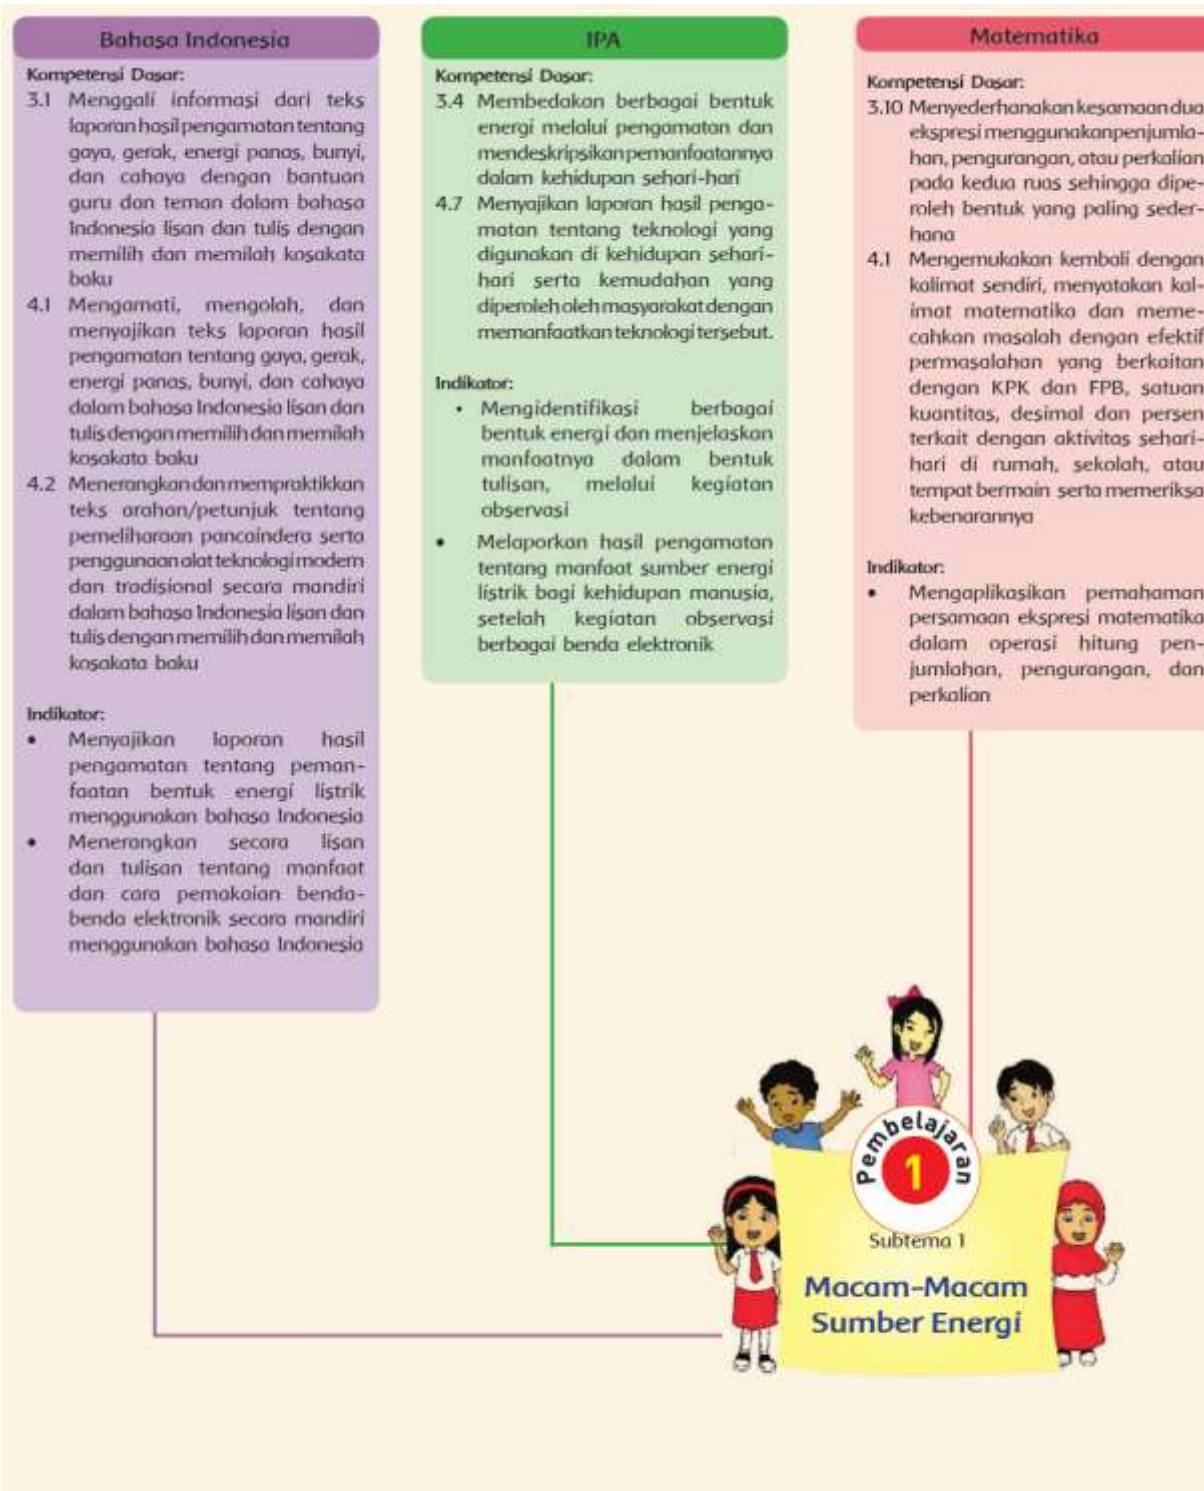 Bahasa Indonesia
Kompetensi Dasar:
3.1 Menggali informasi dari teks
laporan hasil pengamatan tentang
gaya, gerak, energi panas, bunyi,
dan cahaya dengan bantuan
guru dan teman dalam bahasa
Indonesia lisan dan tulis dengan
memilih dan memilah kosakata
baku
4.1 Mengamati, mengolah, dan
menyajikan teks laporan hasil
pengamatan tentang gaya, gerak,
energi panas, bunyi, dan cahaya
dalam bahasa Indonesia lisan dan
tulis dengan memilih dan memilah
kosakata baku
4.2 Menerangkan dan mempraktikkan
teks arahan/petunjuk tentang
pemeliharaan pancaindera serta
penggunaan alat teknologi modern
dan tradisional secara mandiri
dalam bahasa Indonesia lisan dan
tulis dengan memilih dan memilah
kosakata baku
Indikator:
• Menyajikan laporan hasil
pengamatan tentang peman-
faatan bentuk energi listrik
menggunakan bahasa Indonesia
• Menerangkan secara lisan
dan tulisan tentang manfaat
dan cara pemakaian benda-
benda elektronik secara mandiri
menggunakan bahasa Indonesia
IPA
Kompetensi Dasar:
3.4 Membedakan berbagai bentuk
energi melalui pengamatan dan
mendeskripsikan pemanfaatannya
dalam kehidupan sehari-hari
4.7 Menyajikan laporan hasil penga-
matan tentang teknologi yang
digunakan di kehidupan sehari-
hari serta kemudahan yang
diperoleh oleh masyarakat dengan
memanfaatkan teknologi tersebut.
Indikator:
• Mengidentifikasi berbagai
bentuk energi dan menjelaskan
manfaatnya dalam bentuk
tulisan, melalui kegiatan
observasi
• Melaporkan hasil pengamatan
tentang manfaat sumber energi
listrik bagi kehidupan manusia,
setelah kegiatan observasi
berbagai benda elektronik
Matematika
Kompetensi Dasar:
3.10 Menyederhanakan kesamaan dua
ekspresi menggunakan penjumla-
han, pengurangan, atau perkalian
pada kedua ruas sehingga dipe-
roleh bentuk yang paling seder-
hana
4.1 Mengemukakan kembali dengan
kalimat sendiri, menyatakan kal-
imat matematika dan meme-
cahkan masalah dengan efektif
permasalahan yang berkaitan
dengan KPK dan FPB, satuan
kuantitas, desimal dan persen
terkait dengan aktivitas sehari-
hari di rumah, sekolah, atau
tempat bermain serta memeriksa
kebenarannya
Indikator:
• Mengaplikasikan pemahaman
persamaan ekspresi matematika
dalam operasi hitung pen-
jumlahan, pengurangan, dan
perkalian
Pembelajaran
1
Subtema 1
Macam-Macam
Sumber Energi